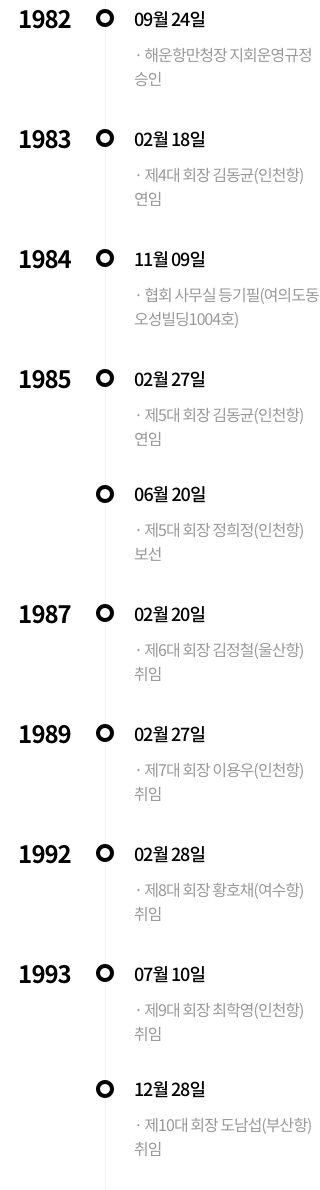 1982 09월 24일
· 해운항만청장 지회운영규정
승인
1983 02월 18일
· 제4대 회장 김동균(인천항)
연임
1984 11월 09일
· 협회 사무실 등기필(여의도동
오성빌딩1004호)
1985 02월 27일
· 제5대 회장 김동균(인천항)
연임
06월 20일
· 제5대 회장 정희정(인천항)
보선
1987 02월 20일
· 제6대 회장 김정철(울산항)
취임
1989 02월 27일
· 제7대 회장 이용우(인천항)
취임
1992 02월 28일
· 제8대 회장 황호채(여수항)
취임
1993 07월 10일
· 제9대 회장 최학영(인천항)
취임
12월 28일
· 제10대 회장 도남섭(부산항)
취임